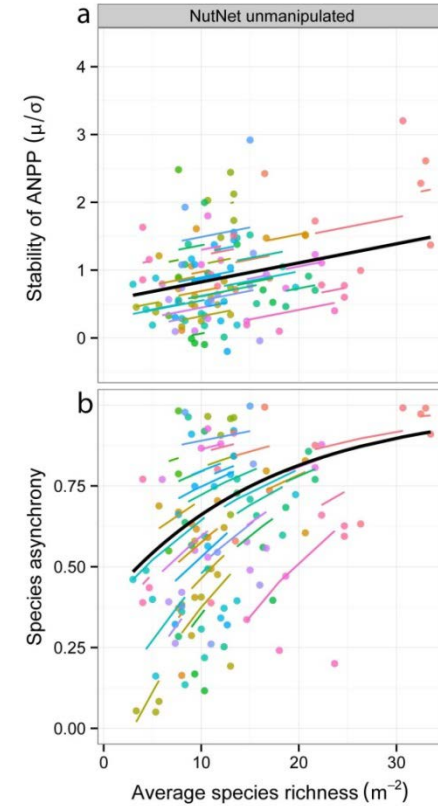 NutNet unmanipulated
a
Stability of ANPP (μ/σ)
4
3
2
1
0
b
Species asynchrony
0.75
0.50
0.25
0.00
0
10
20
30
Average species richness (m⁻²)